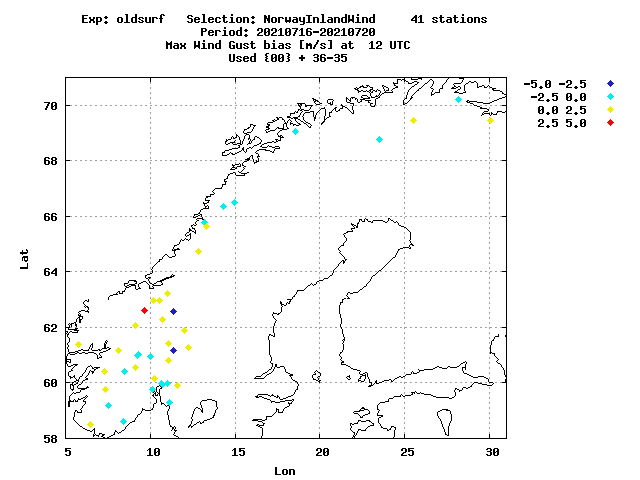 Exp: oldsurf   Selection: NorwayInlandWind     41 stations
Period: 20210716-20210720
Max Wind Gust bias [m/s] at  12 UTC
Used {00} + 36-35
-5.0 -2.5
-2.5 0.0
0.0 2.5
2.5 5.0
70
68
66
64
62
60
58
Lat
5 10 15 20 25 30
Lon